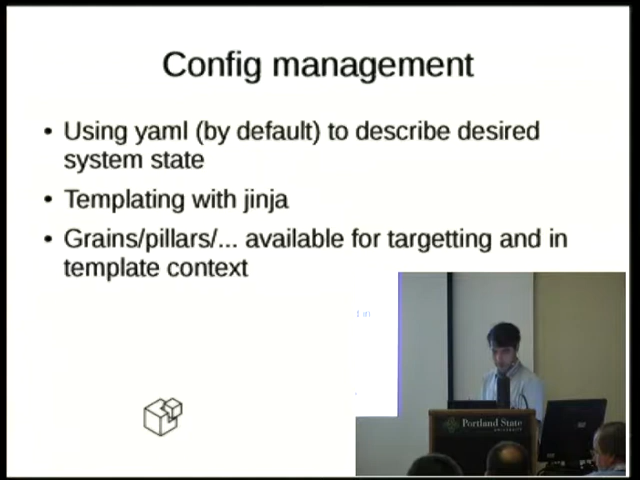 Config management
• Using yaml (by default) to describe desired
system state
• Templating with jinja
• Grains/pillars/... available for targetting and in
template context
Portland State
UNIVERSITY